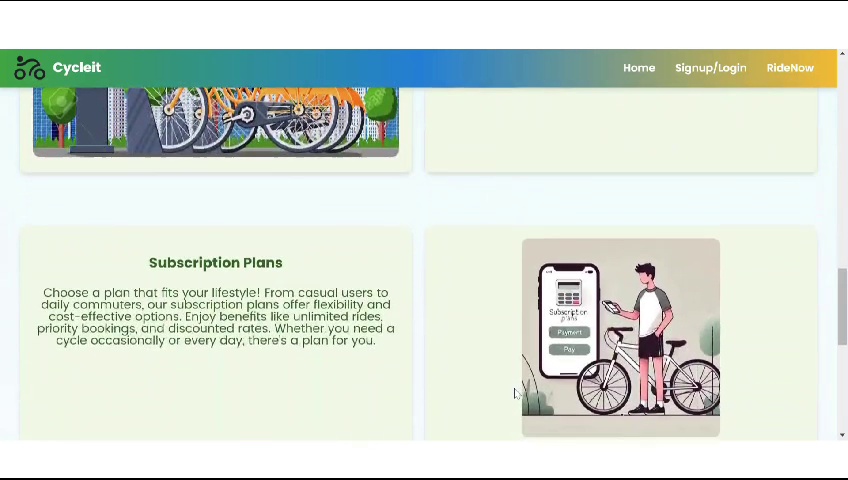 Cycleit
Home
Signup/Login
RideNow
Subscription Plans
Choose a plan that fits your lifestyle! From casual users to
daily commuters, our subscription plans offer flexibility and
cost-effective options. Enjoy benefits like unlimited rides,
priority bookings, and discounted rates. Whether you need a
cycle occasionally or every day, there's a plan for you.
Subscription
plans
Payment
Pay